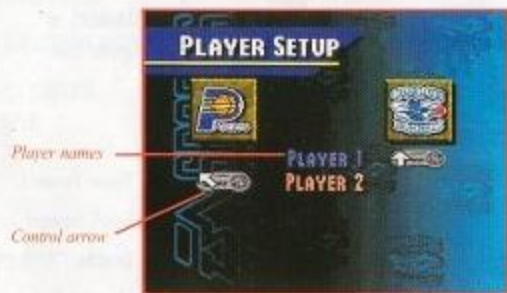 PLAYER SETUP
Player names
PLAYER 1
PLAYER 2
Control arrow